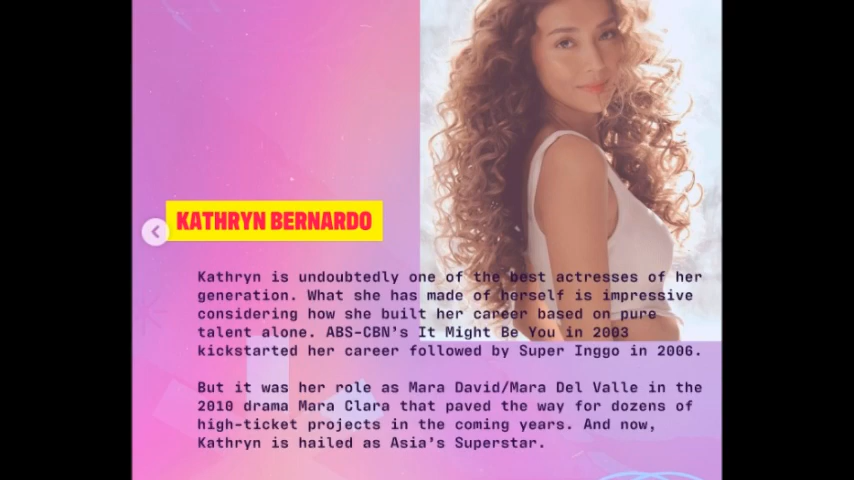 KATHRYN BERNARDO
Kathryn is undoubtedly one of the best actresses of her
generation. What she has made of herself is impressive
considering how she built her career based on pure
talent alone. ABS-CBN's It Might Be You in 2003
kickstarted her career followed by Super Inggo in 2006.
But it was her role as Mara David/Mara Del Valle in the
2010 drama Mara Clara that paved the way for dozens of
high-ticket projects in the coming years. And now,
Kathryn is hailed as Asia's Superstar.